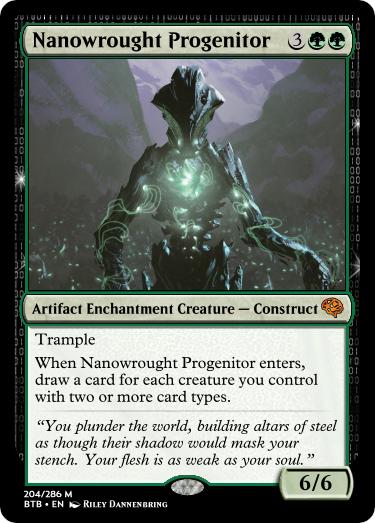 Nanowrought Progenitor 3
Artifact Enchantment Creature — Construct
Trample
When Nanowrought Progenitor enters,
draw a card for each creature you control
with two or more card types.
“You plunder the world, building altars of steel
as though their shadow would mask your
stench. Your flesh is as weak as your soul.”
6/6
204/286 M
BTB • EN Riley Dannenbring